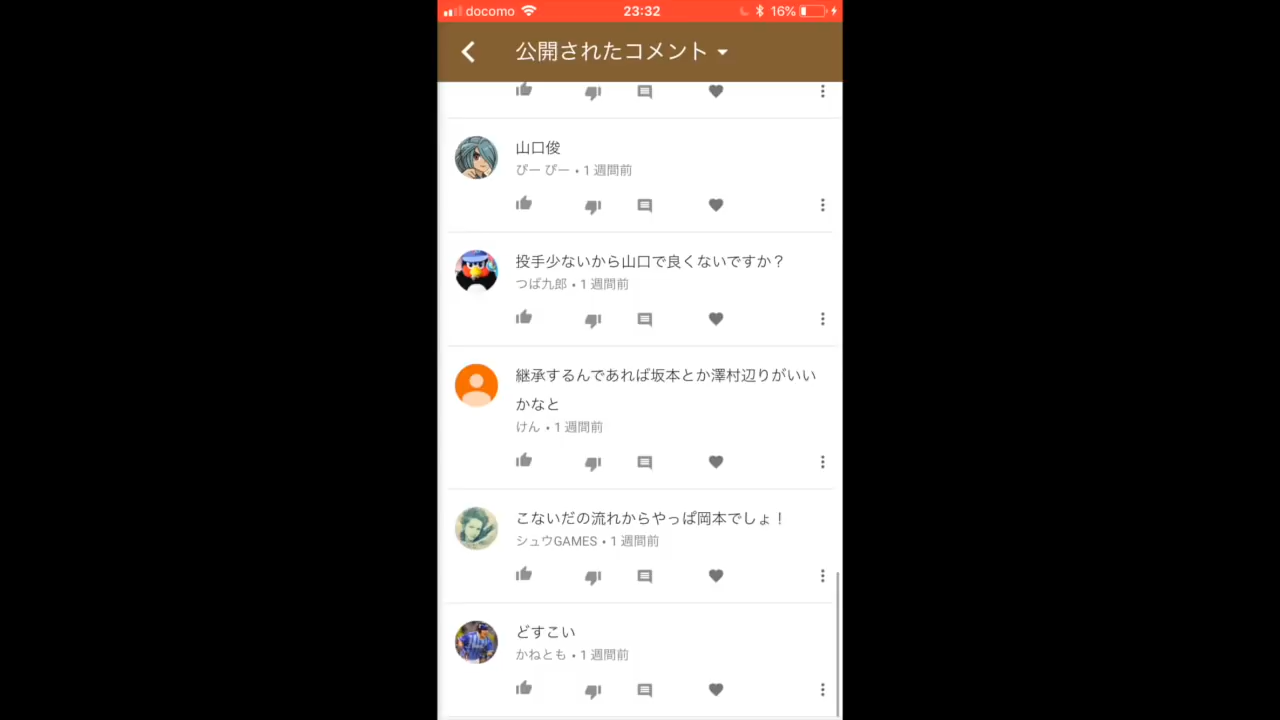 docomo 23:32 16%
公開されたコメント
山口俊
びー びー • 1 週間前
投手少ないから山口で良くないですか？
つば九郎 • 1 週間前
継承するんであれば坂本とか澤村辺りがいい
かなと
けん • 1 週間前
こないだの流れからやっぱ岡本でしょ！
シュウGAMES • 1 週間前
どすこい
かねとも • 1 週間前